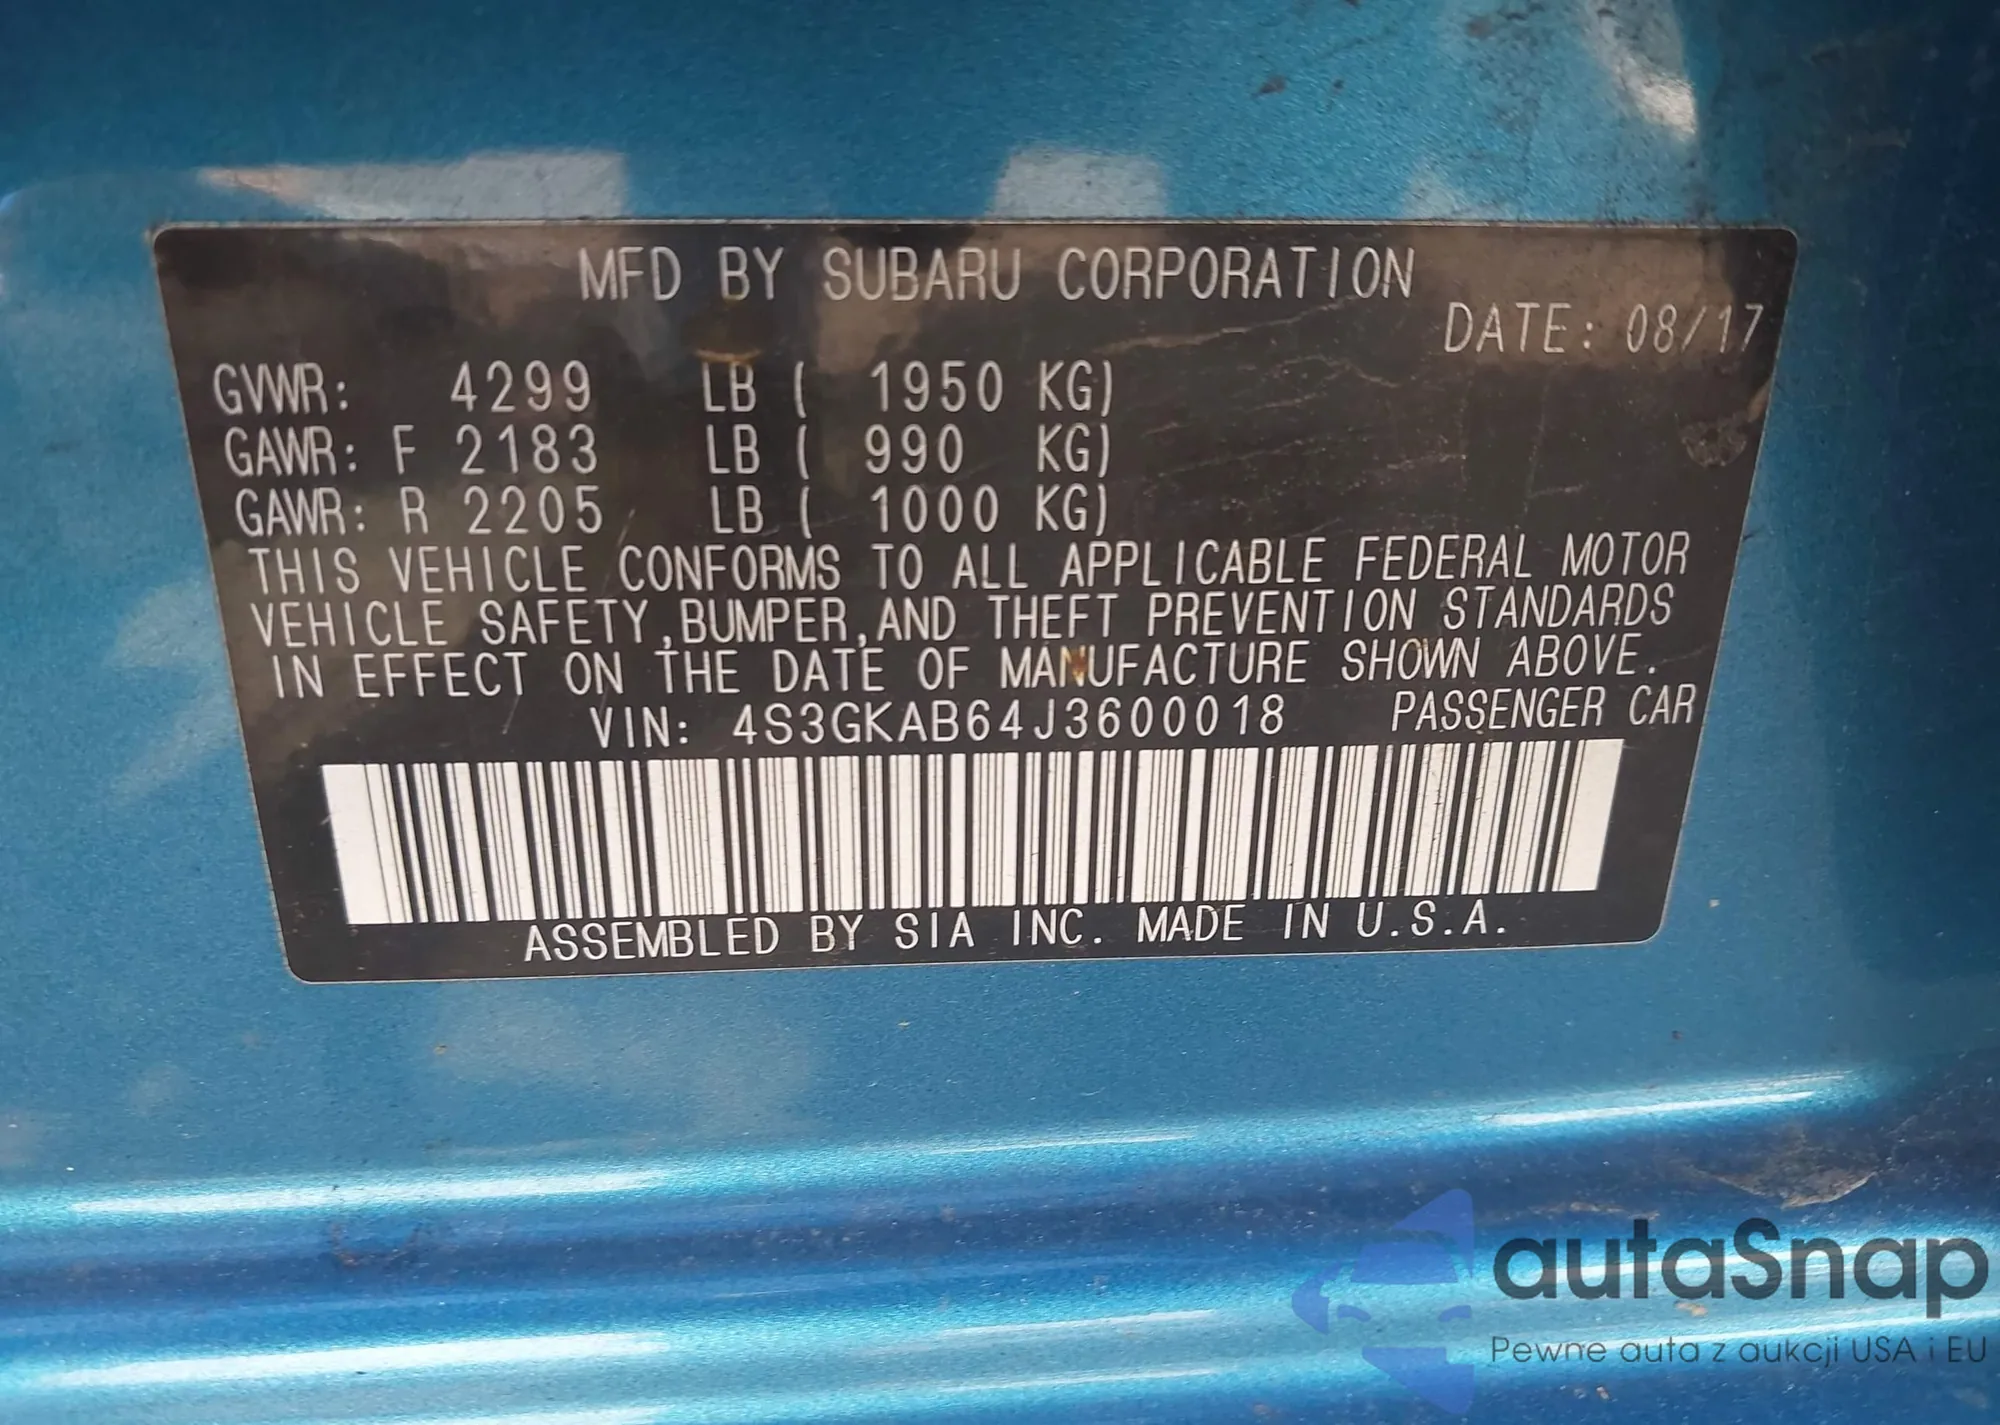 MFD BY SUBARU CORPORATION
DATE: 08/17
GVWR: 4299 LB ( 1950 KG)
GAWR: F 2183 LB ( 990 KG)
GAWR: R 2205 LB ( 1000 KG)
THIS VEHICLE CONFORMS TO ALL APPLICABLE FEDERAL MOTOR
VEHICLE SAFETY,BUMPER,AND THEFT PREVENTION STANDARDS
IN EFFECT ON THE DATE OF MANUFACTURE SHOWN ABOVE.
VIN: 4S3GKAB64J3600018 PASSENGER CAR
ASSEMBLED BY SIA INC. MADE IN U.S.A.
autaSnap
Pewne auta z aukcji USA i EU